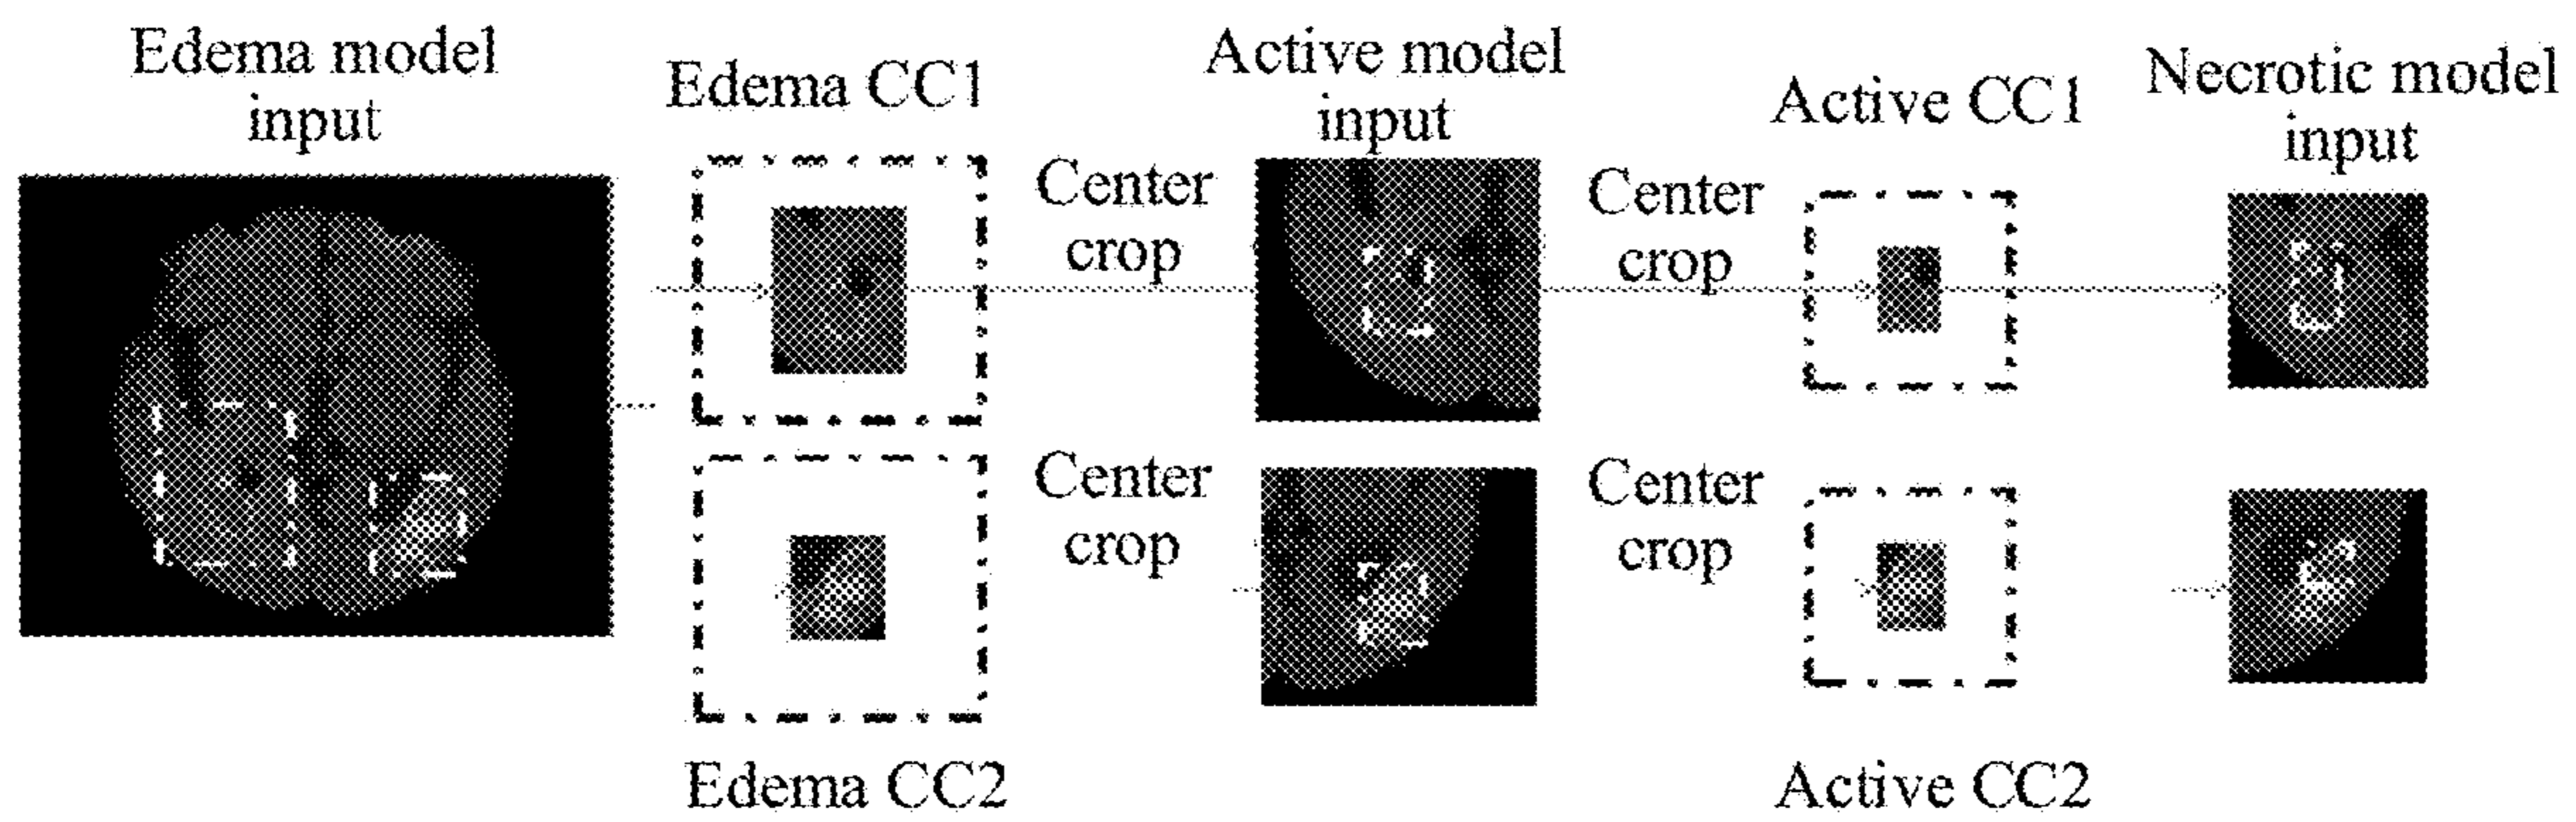 Edema model
input
Edema CC1
Center
crop
Active model
input
Center
crop
Active CC1
Necrotic model
input
Center
crop
Center
crop
Edema CC2
Active CC2